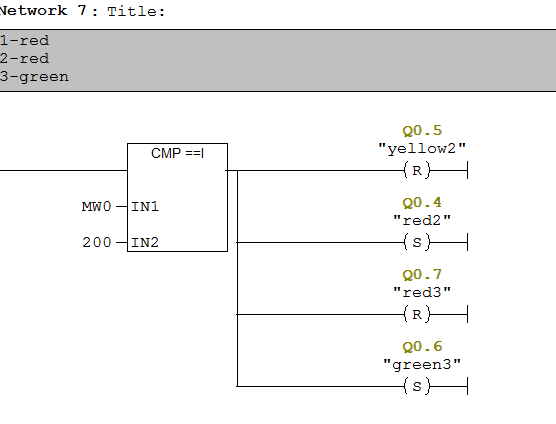 Network 7: Title:
1-red
2-red
3-green
CMP ==I
Q0.5
"yellow2"
(R)
MW0 IN1
Q0.4
"red2"
200 IN2
(S)
Q0.7
"red3"
(R)
Q0.6
"green3"
(S)